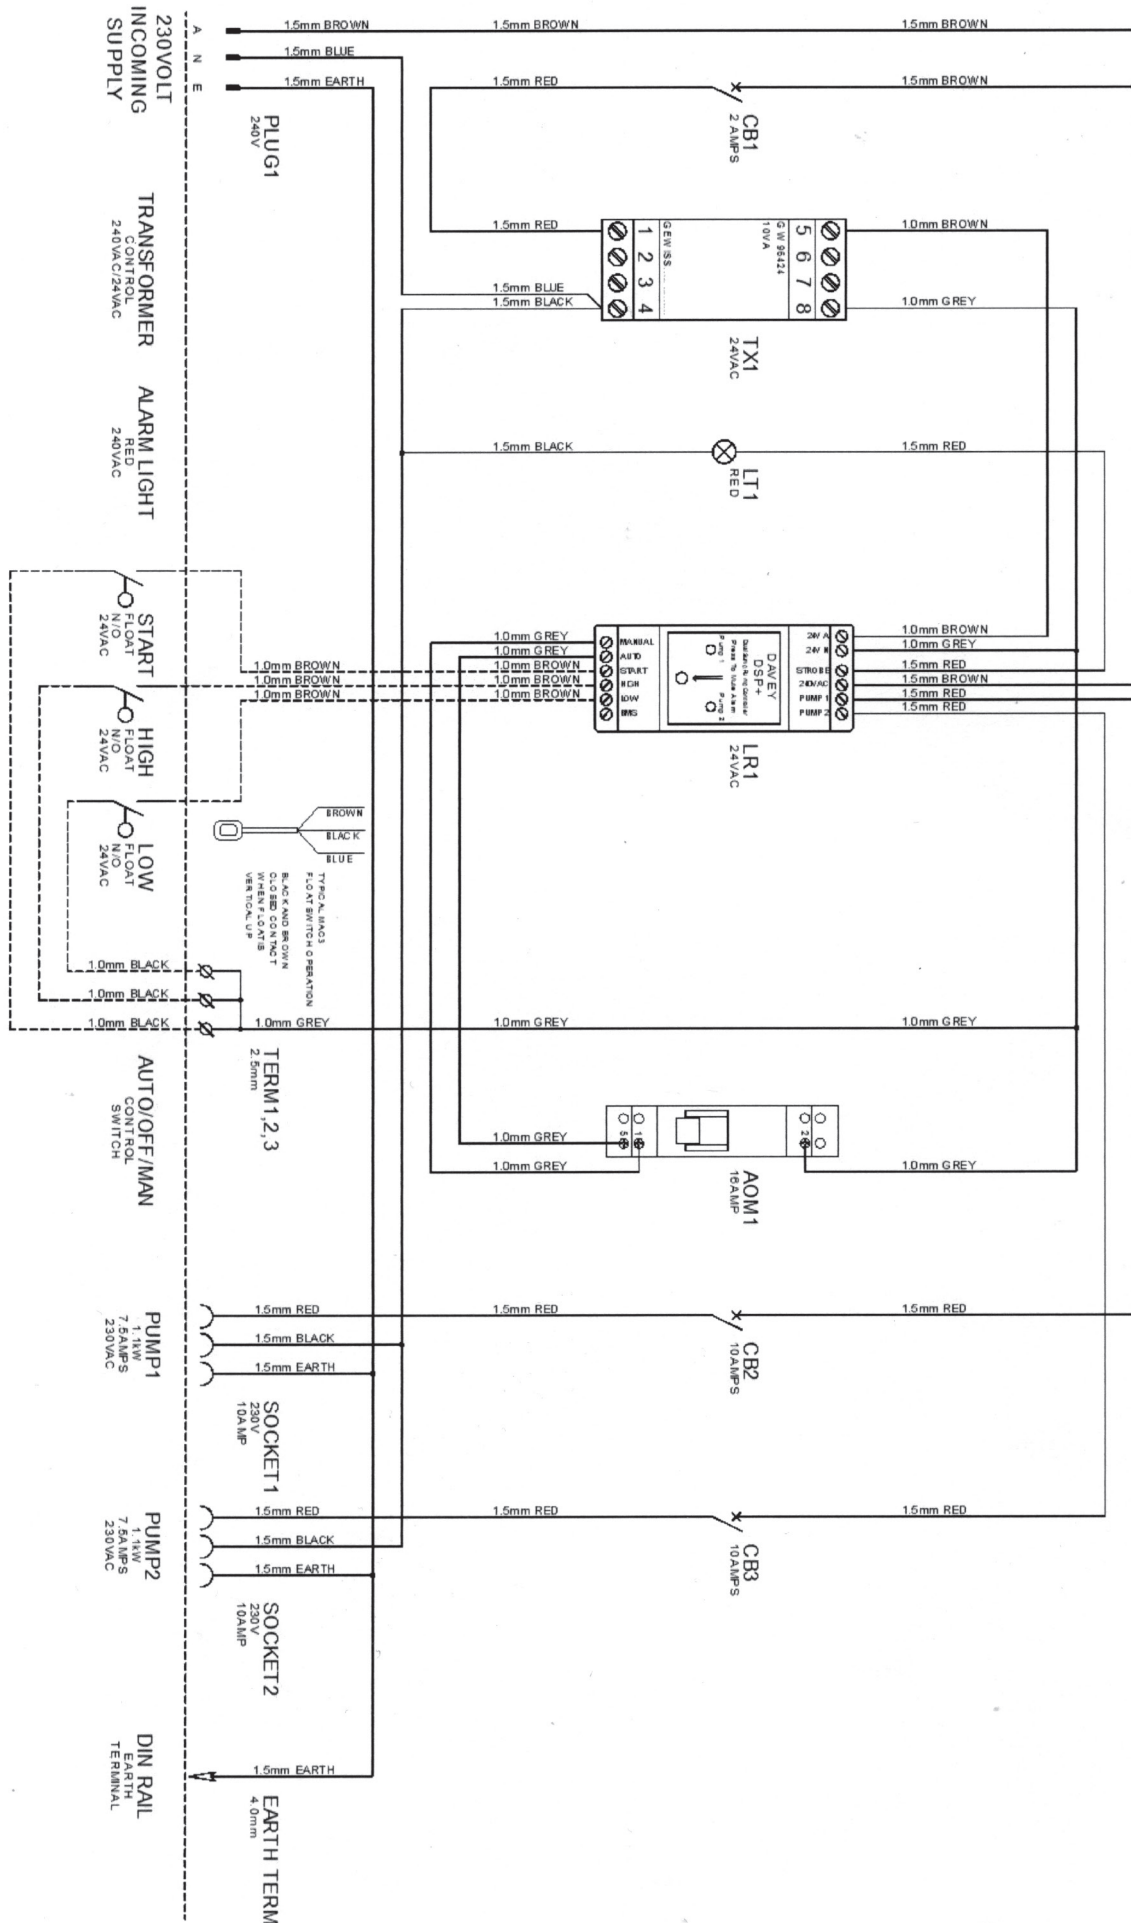 1.5mm BROWN
1.5mm BROWN
1.5mm BROWN
A
N
E
1.5mm BLUE
1.5mm EARTH
1.5mm RED
1.5mm BROWN
230VOLT
INCOMING
SUPPLY
PLUG1
240V
CB1
2 AMPS
TRANSFORMER
CONTROL
240VAC/24VAC
1.5mm RED
1.5mm BLUE
1.5mm BLACK
1
2
3
4
GEWISS
GW 96424
10VA
5
6
7
8
1.0mm BROWN
1.0mm GREY
TX1
24VAC
ALARM LIGHT
RED
240VAC
1.5mm BLACK
1.5mm RED
LT1
RED
START
FLOAT
N/O
24VAC
HIGH
FLOAT
N/O
24VAC
LOW
FLOAT
N/O
24VAC
1.0mm BROWN
1.0mm BROWN
1.0mm BROWN
1.0mm GREY
1.0mm GREY
1.0mm BROWN
1.0mm BROWN
1.0mm BROWN
MANUAL
AUTO
START
HIGH
LOW
BMS
DAVEY
DSP+
Pump 1
Pump 2
24V A
24V N
STROBE
240VAC
PUMP 1
PUMP 2
1.0mm BROWN
1.0mm GREY
1.5mm RED
1.5mm BROWN
1.5mm RED
1.5mm RED
LR1
24VAC
BROWN
BLACK
BLUE
TYPICAL MAC3
FLOAT SWITCH OPERATION
BLACK AND BROWN
CLOSED CONTACT
WHEN FLOAT IS
VERTICAL UP
1.0mm BLACK
1.0mm BLACK
1.0mm BLACK
1.0mm GREY
1.0mm GREY
1.0mm GREY
TERM1,2,3
2.5mm
AUTO/OFF/MAN
CONTROL
SWITCH
1.0mm GREY
1.0mm GREY
5
1
2
1.0mm GREY
AOM1
16AMP
PUMP1
1.1kW
7.5AMPS
230VAC
1.5mm RED
1.5mm BLACK
1.5mm EARTH
1.5mm RED
1.5mm RED
CB2
10AMPS
SOCKET1
230V
10AMP
PUMP2
1.1kW
7.5AMPS
230VAC
1.5mm RED
1.5mm BLACK
1.5mm EARTH
1.5mm RED
1.5mm RED
CB3
10AMPS
SOCKET2
230V
10AMP
DIN RAIL
EARTH
TERMINAL
1.5mm EARTH
EARTH TERM
4.0mm